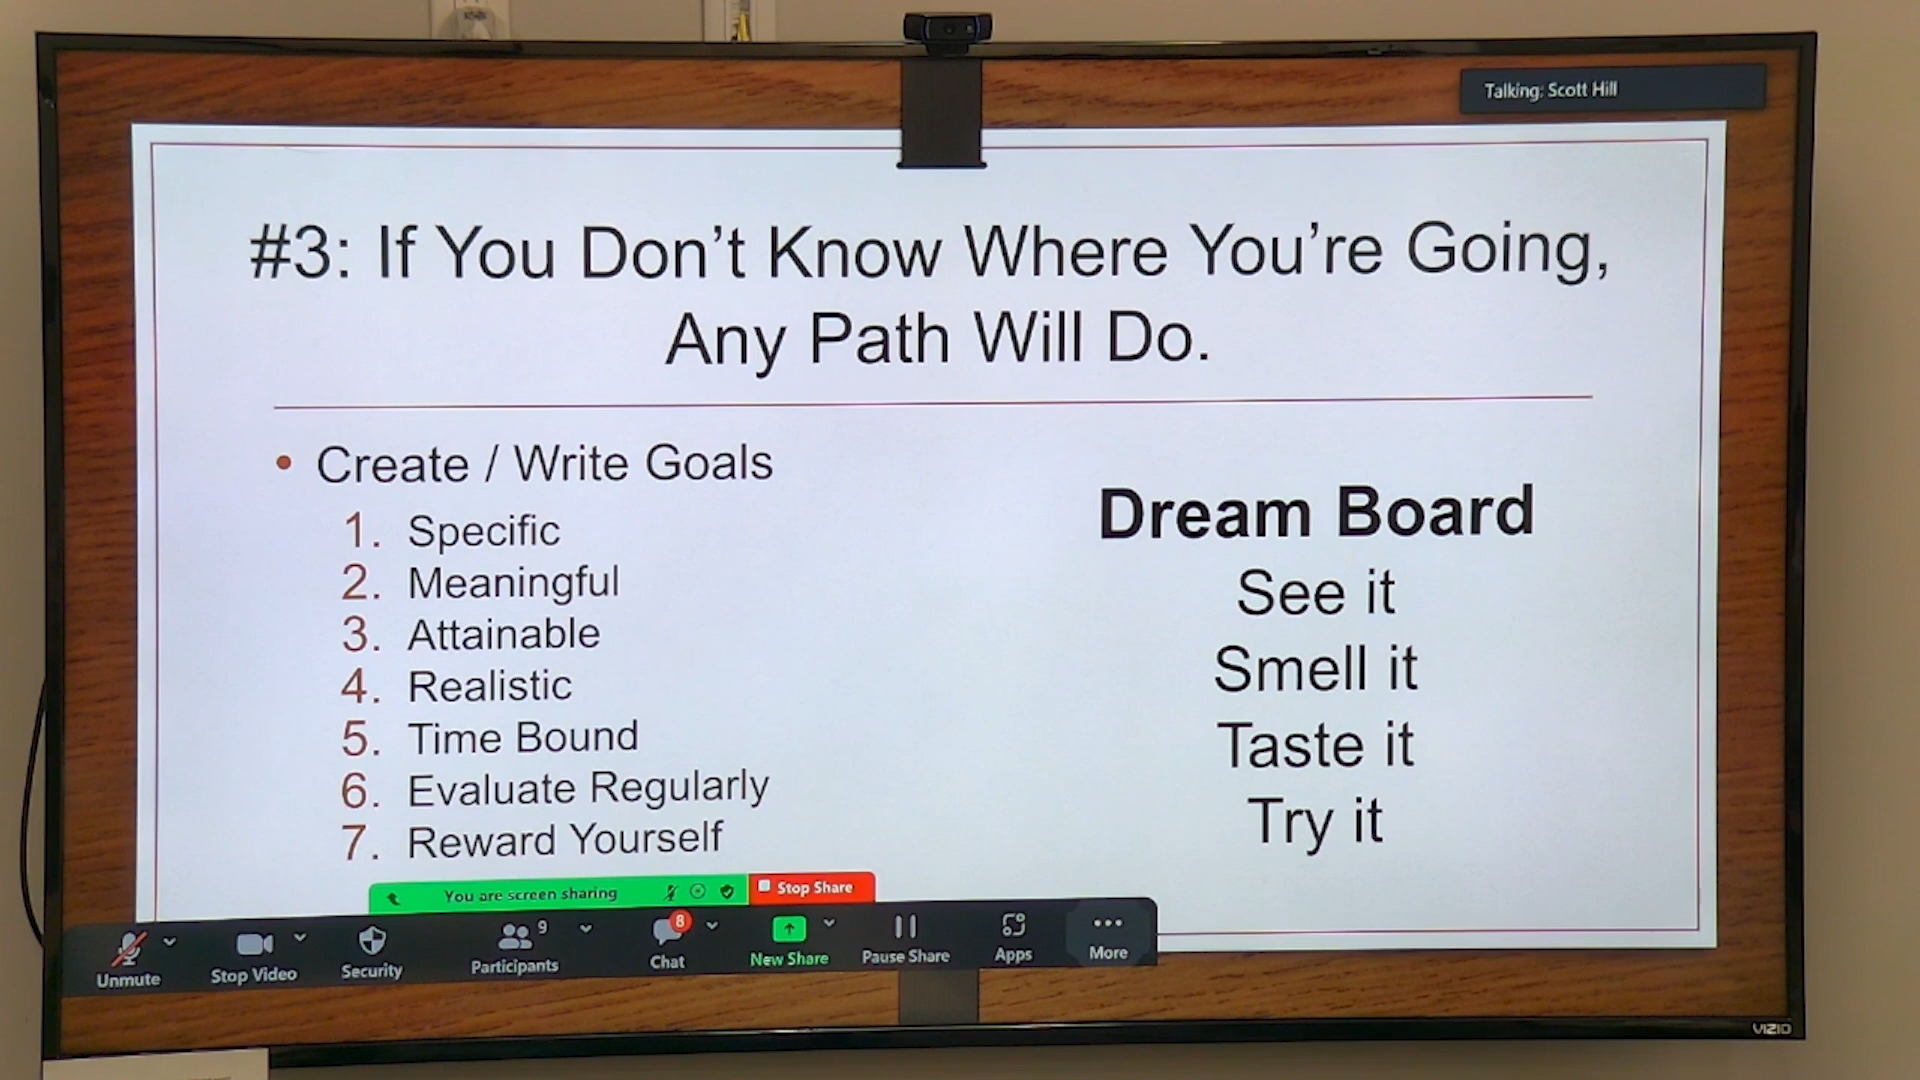 Talking: Scott Hill
#3: If You Don't Know Where You're Going,
Any Path Will Do.
• Create / Write Goals
1. Specific
2. Meaningful
3. Attainable
4. Realistic
5. Time Bound
6. Evaluate Regularly
7. Reward Yourself
Dream Board
See it
Smell it
Taste it
Try it
You are screen sharing
Stop Share
Unmute
Stop Video
Security
9
Participants
8
Chat
New Share
Pause Share
Apps
More
VIZIO